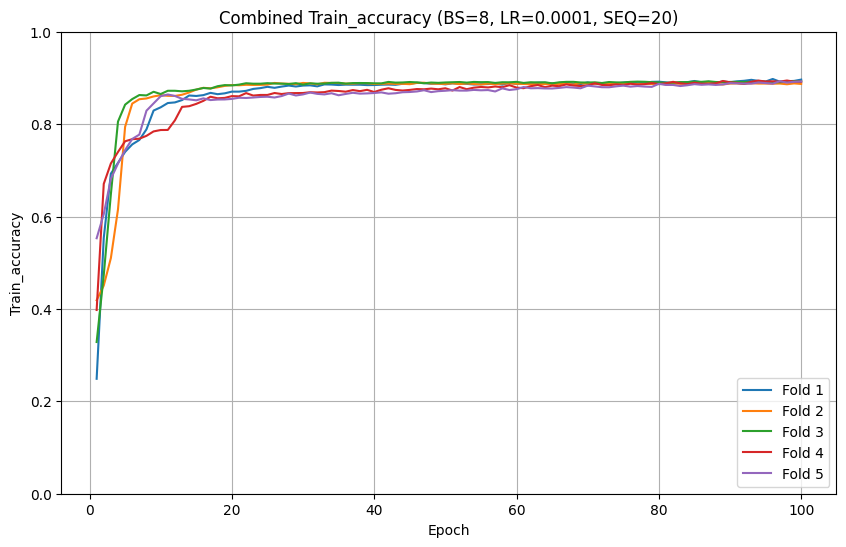 Combined Train_accuracy (BS=8, LR=0.0001, SEQ=20)
Train_accuracy
1.0
0.8
0.6
0.4
0.2
0.0
0 20 40 60 80 100
Epoch
Fold 1
Fold 2
Fold 3
Fold 4
Fold 5